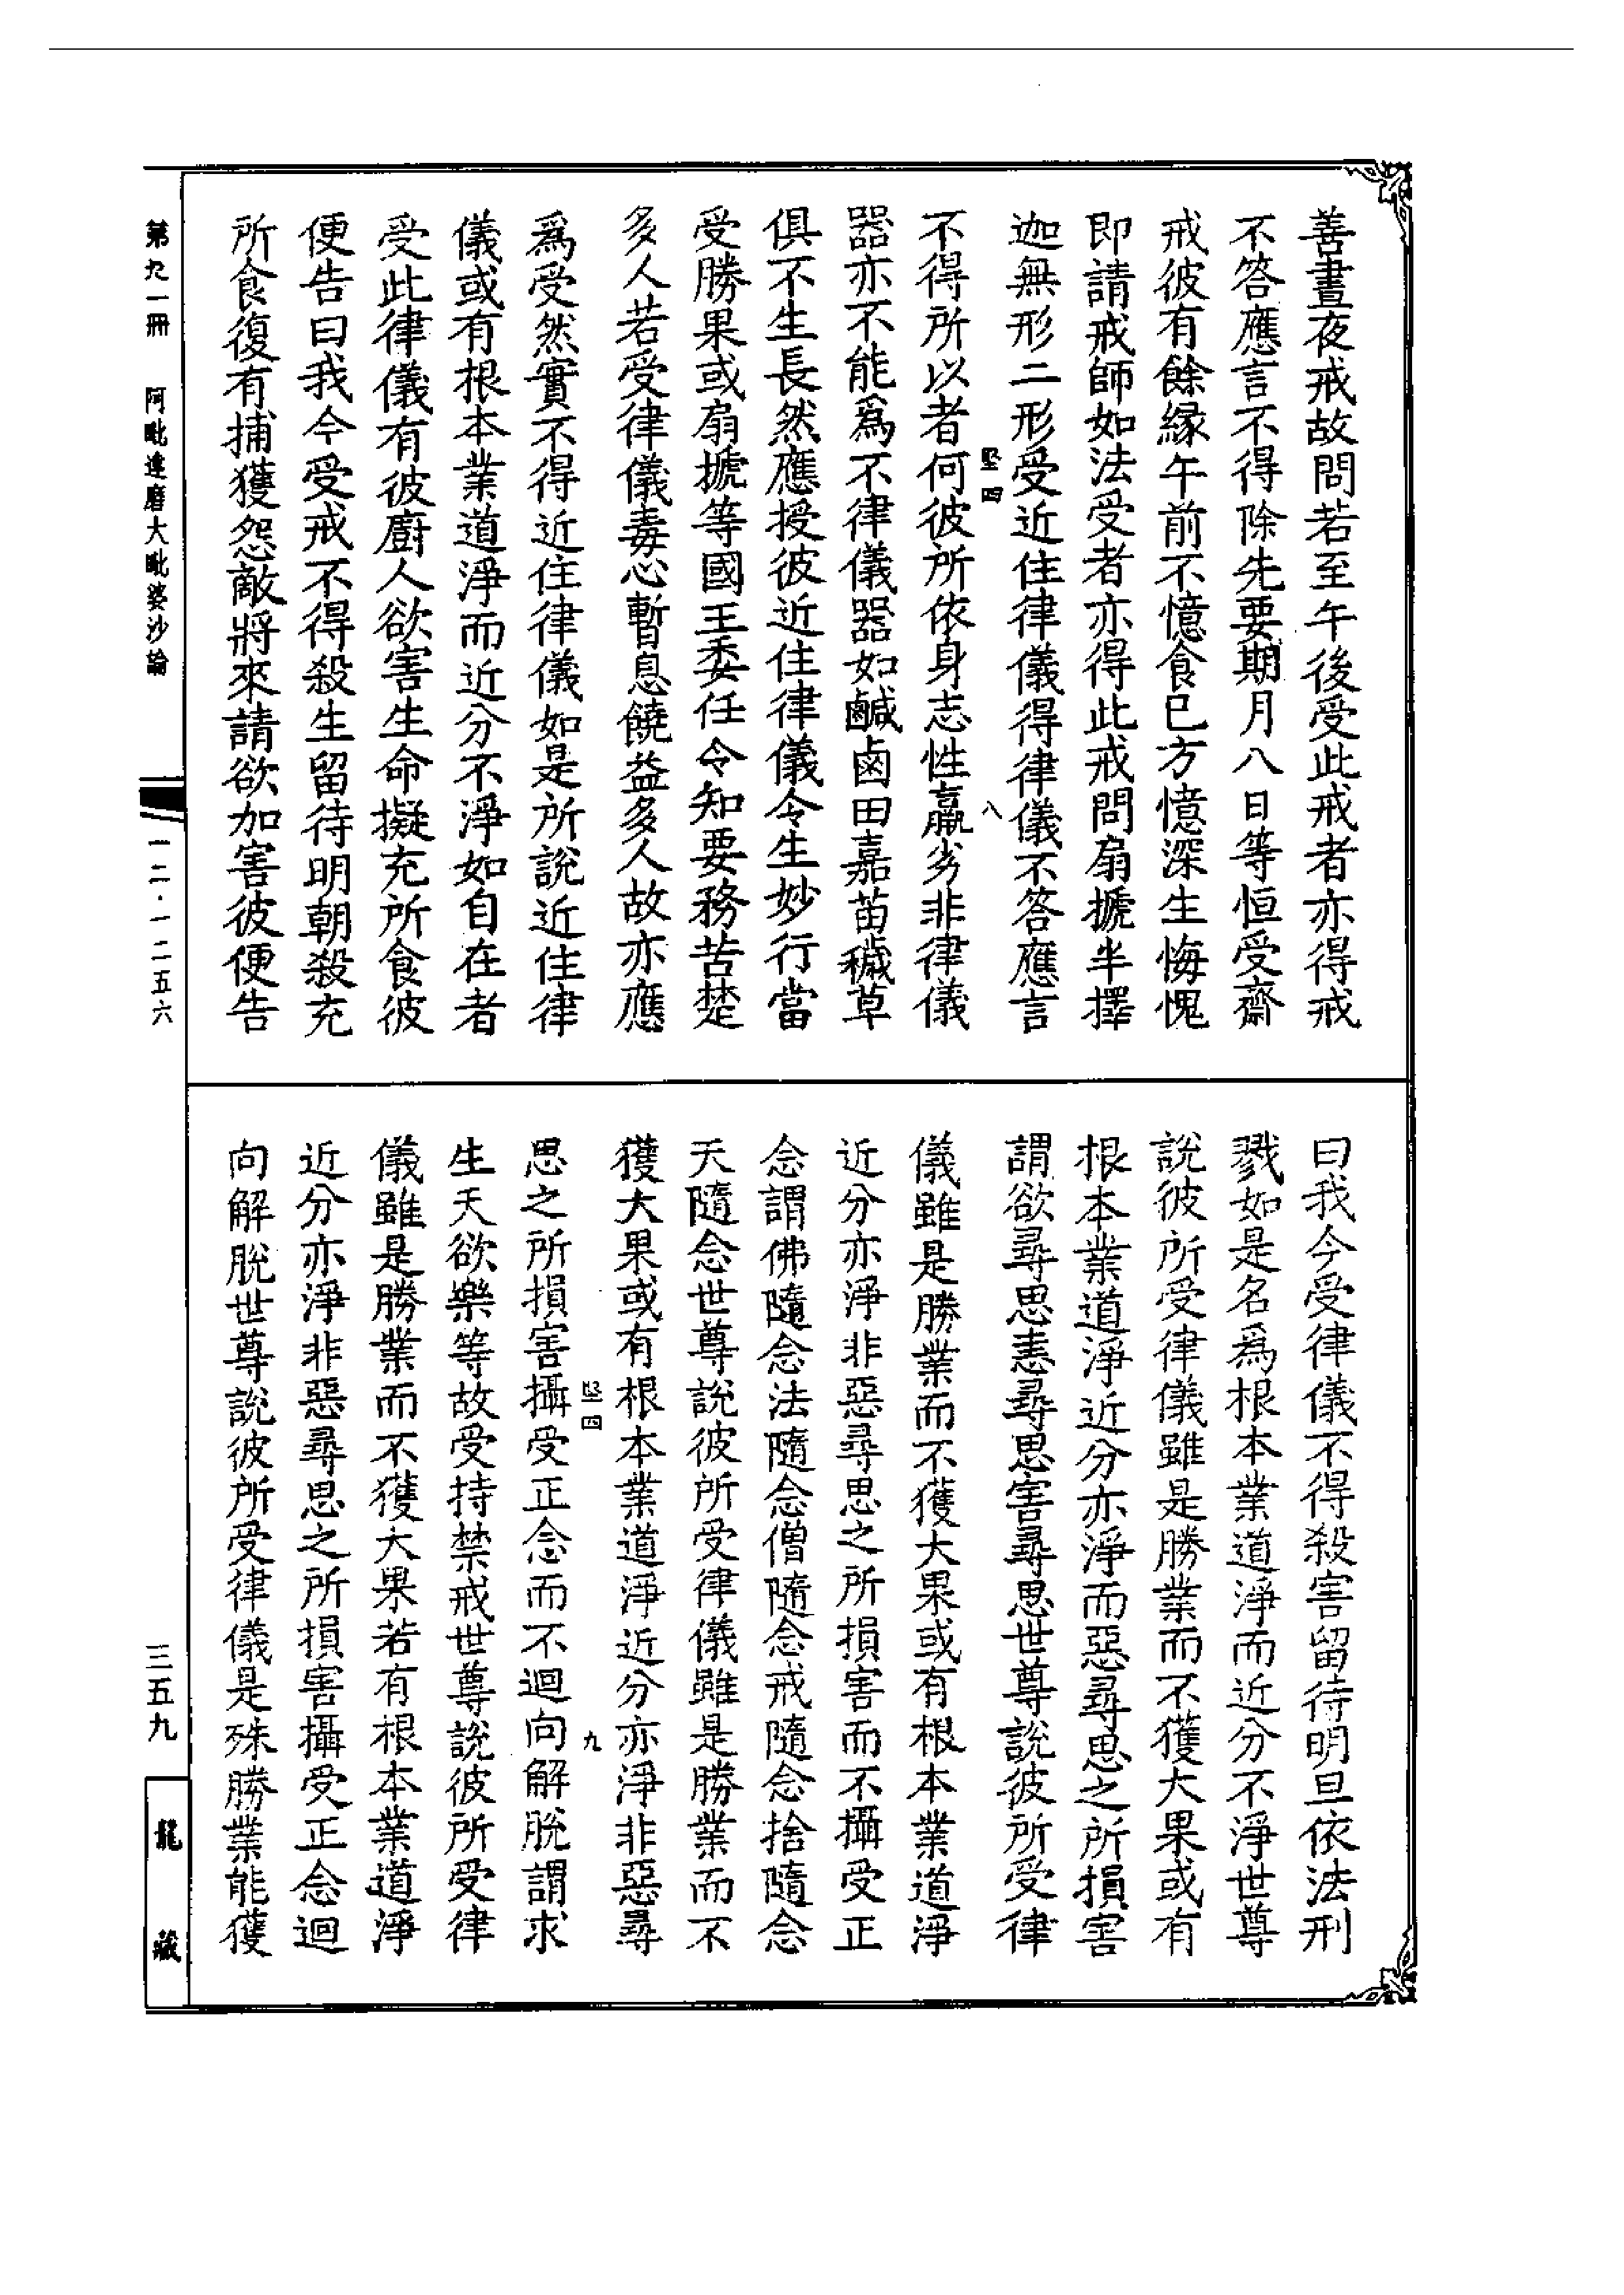 善晝夜戒故問若至午後受此戒者亦得戒
不答應言不得除先要期月八日等恒受齋
戒彼有餘緣午前不憶食已方憶深生悔愧
即請戒師如法受者亦得此戒問扇搋半擇
迦無形二形受近住律儀得律儀不答應言
堅四 八
不得所以者何彼所依身志性羸劣非律儀
器亦不能爲不律儀器如鹹鹵田嘉苗穢草
俱不生長然應授彼近住律儀令生妙行當
受勝果或扇搋等國王委任令知要務苦楚
多人若受律儀毒心暫息饒益多人故亦應
爲受然實不得近住律儀如是所說近住律
儀或有根本業道淨而近分不淨如自在者
受此律儀有彼廚人欲害生命擬充所食彼
便告曰我今受戒不得殺生留待明朝殺充
所食復有捕獲怨敵將來請欲加害彼便告
曰我今受律儀不得殺害留待明旦依法刑
戮如是名爲根本業道淨而近分不淨世尊
說彼所受律儀雖是勝業而不獲大果或有
根本業道淨近分亦淨而惡尋思之所損害
謂欲尋思恚尋思害尋思世尊說彼所受律
儀雖是勝業而不獲大果或有根本業道淨
近分亦淨非惡尋思之所損害而不攝受正
念謂佛隨念法隨念僧隨念戒隨念捨隨念
天隨念世尊說彼所受律儀雖是勝業而不
獲大果或有根本業道淨近分亦淨非惡尋
堅四 九
思之所損害攝受正念而不迴向解脫謂求
生天欲樂等故受持禁戒世尊說彼所受律
儀雖是勝業而不獲大果若有根本業道淨
近分亦淨非惡尋思之所損害攝受正念迴
向解脫世尊說彼所受律儀是殊勝業能獲
第九一冊 阿毗達磨大毗婆沙論
一二·一二五六
三五九
龍藏